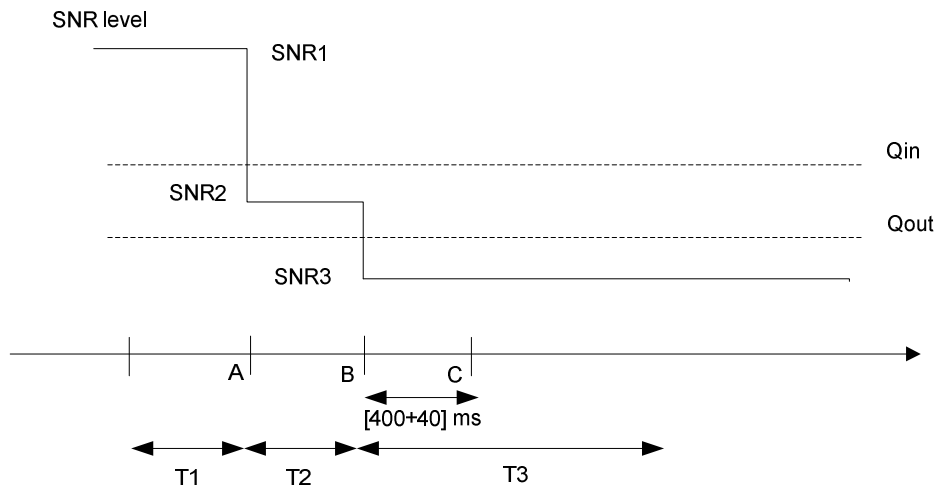 SNR level
SNR1
Qin
SNR2
Qout
SNR3
A
B
C
[400+40] ms
T1
T2
T3